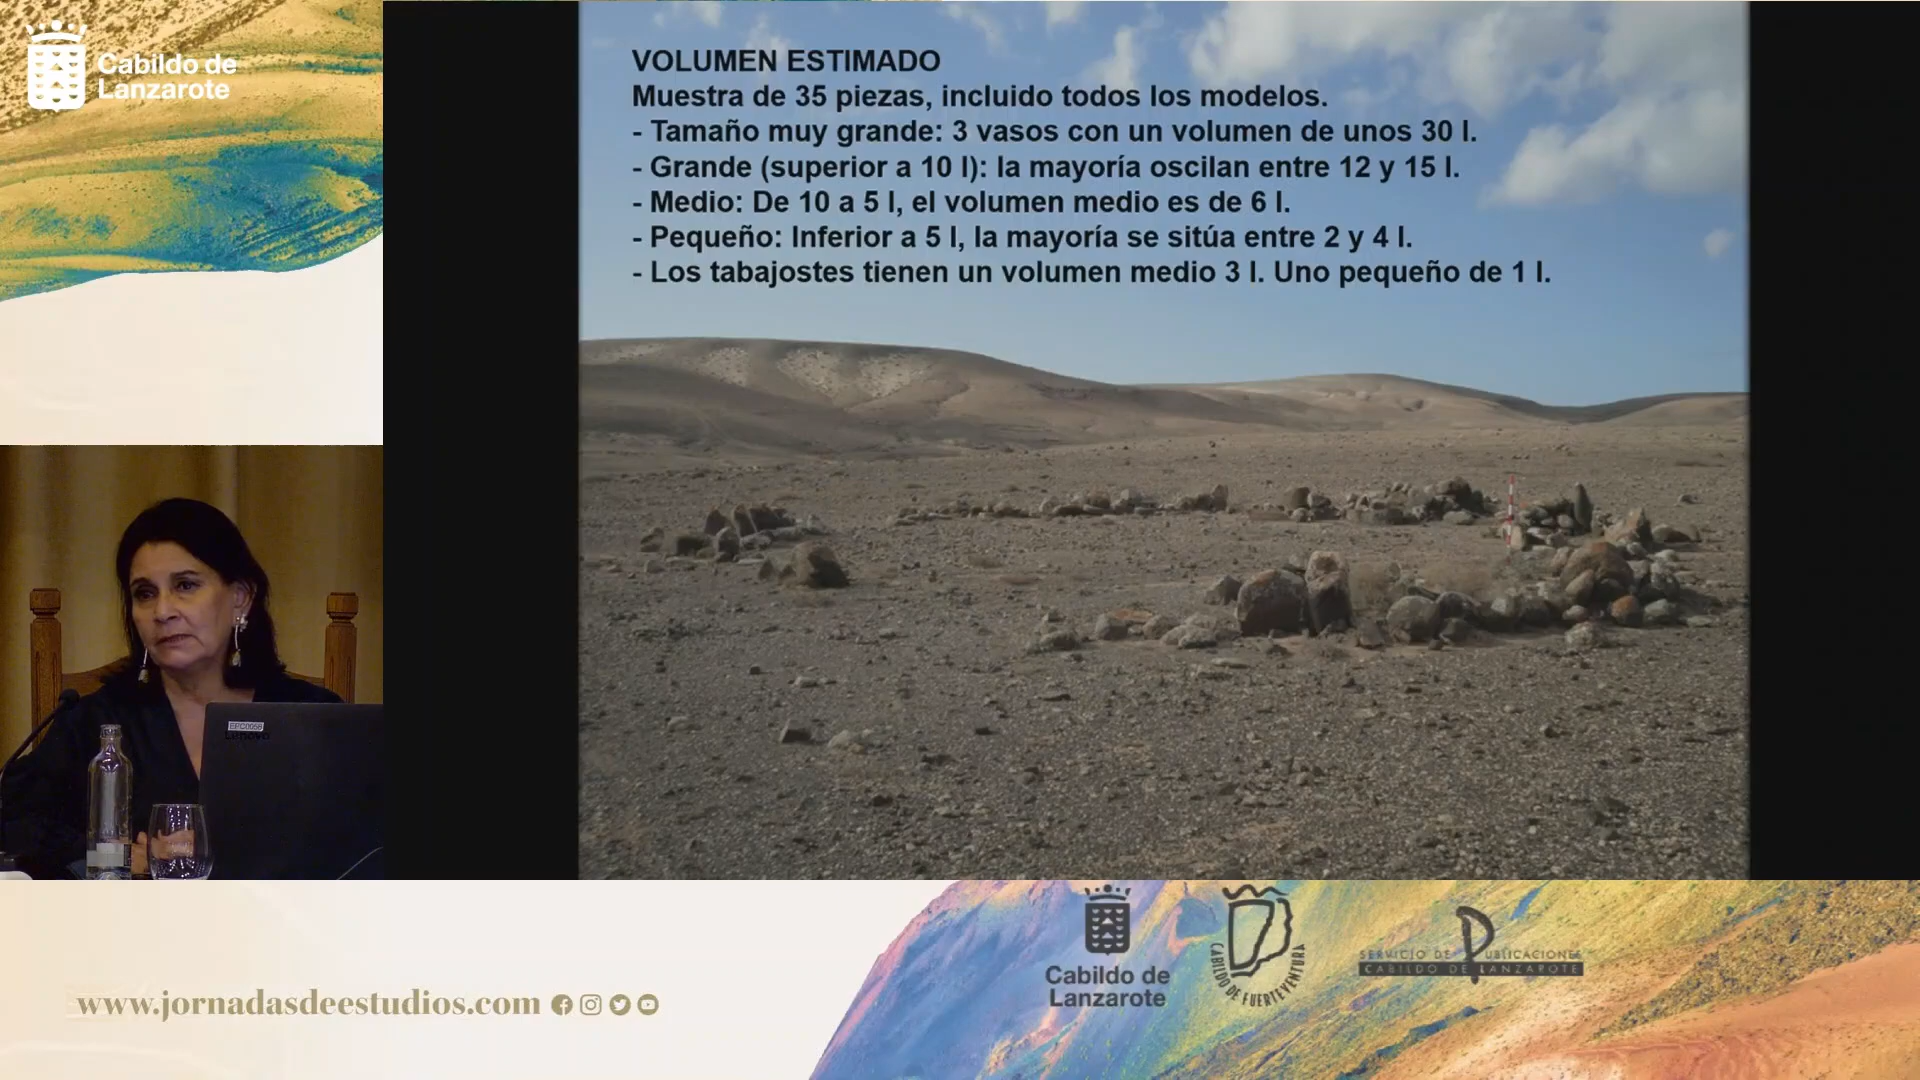 Cabildo de
Lanzarote
VOLUMEN ESTIMADO
Muestra de 35 piezas, incluido todos los modelos.
- Tamaño muy grande: 3 vasos con un volumen de unos 30 l.
- Grande (superior a 10 l): la mayoría oscilan entre 12 y 15 l.
- Medio: De 10 a 5 l, el volumen medio es de 6 l.
- Pequeño: Inferior a 5 l, la mayoría se sitúa entre 2 y 4 l.
- Los tabajostes tienen un volumen medio 3 l. Uno pequeño de 1 l.
EPC0056
Lenovo
www.jornadasdeestudios.com
Cabildo de
Lanzarote
CABILDO DE FUERTEVENTURA
SERVICIO DE PUBLICACIONES
CABILDO DE LANZAROTE